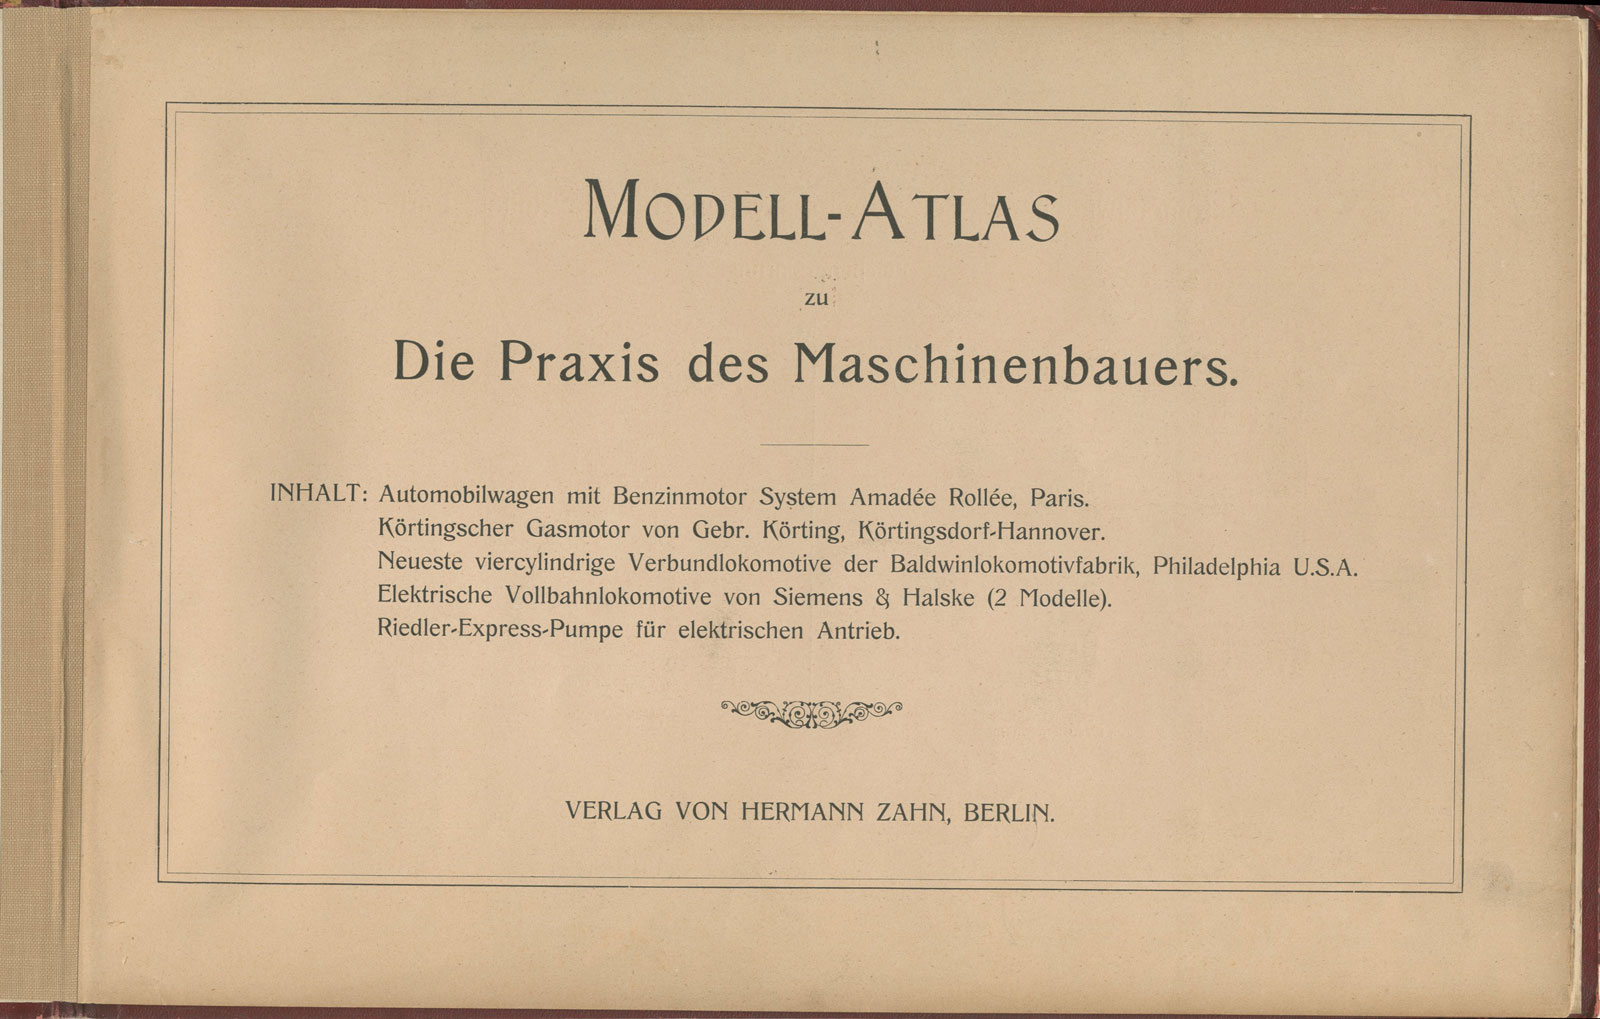 MODELL-ATLAS
zu
Die Praxis des Maschinenbauers.
INHALT: Automobilwagen mit Benzinmotor System Amadée Rollée, Paris.
Körtingscher Gasmotor von Gebr. Körting, Körtingsdorf-Hannover.
Neueste viercylindrige Verbundlokomotive der Baldwinlokomotivfabrik, Philadelphia U.S.A.
Elektrische Vollbahnlokomotive von Siemens & Halske (2 Modelle).
Riedler-Express-Pumpe für elektrischen Antrieb.
VERLAG VON HERMANN ZAHN, BERLIN.